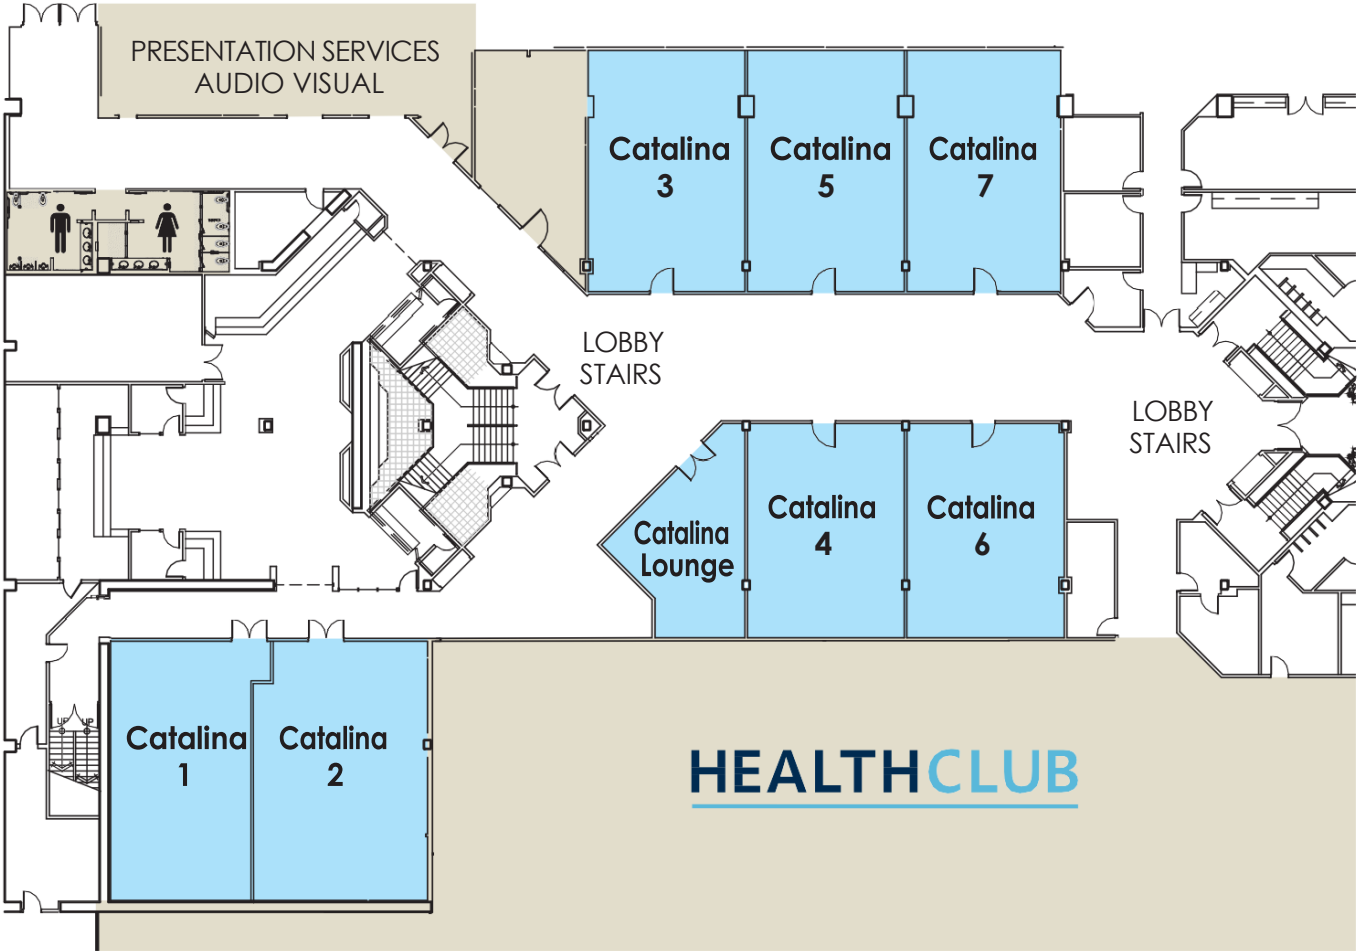 PRESENTATION SERVICES
AUDIO VISUAL
Catalina
3
Catalina
5
Catalina
7
LOBBY
STAIRS
LOBBY
STAIRS
Catalina
Lounge
Catalina
4
Catalina
6
UP
UP
Catalina
1
Catalina
2
HEALTHCLUB